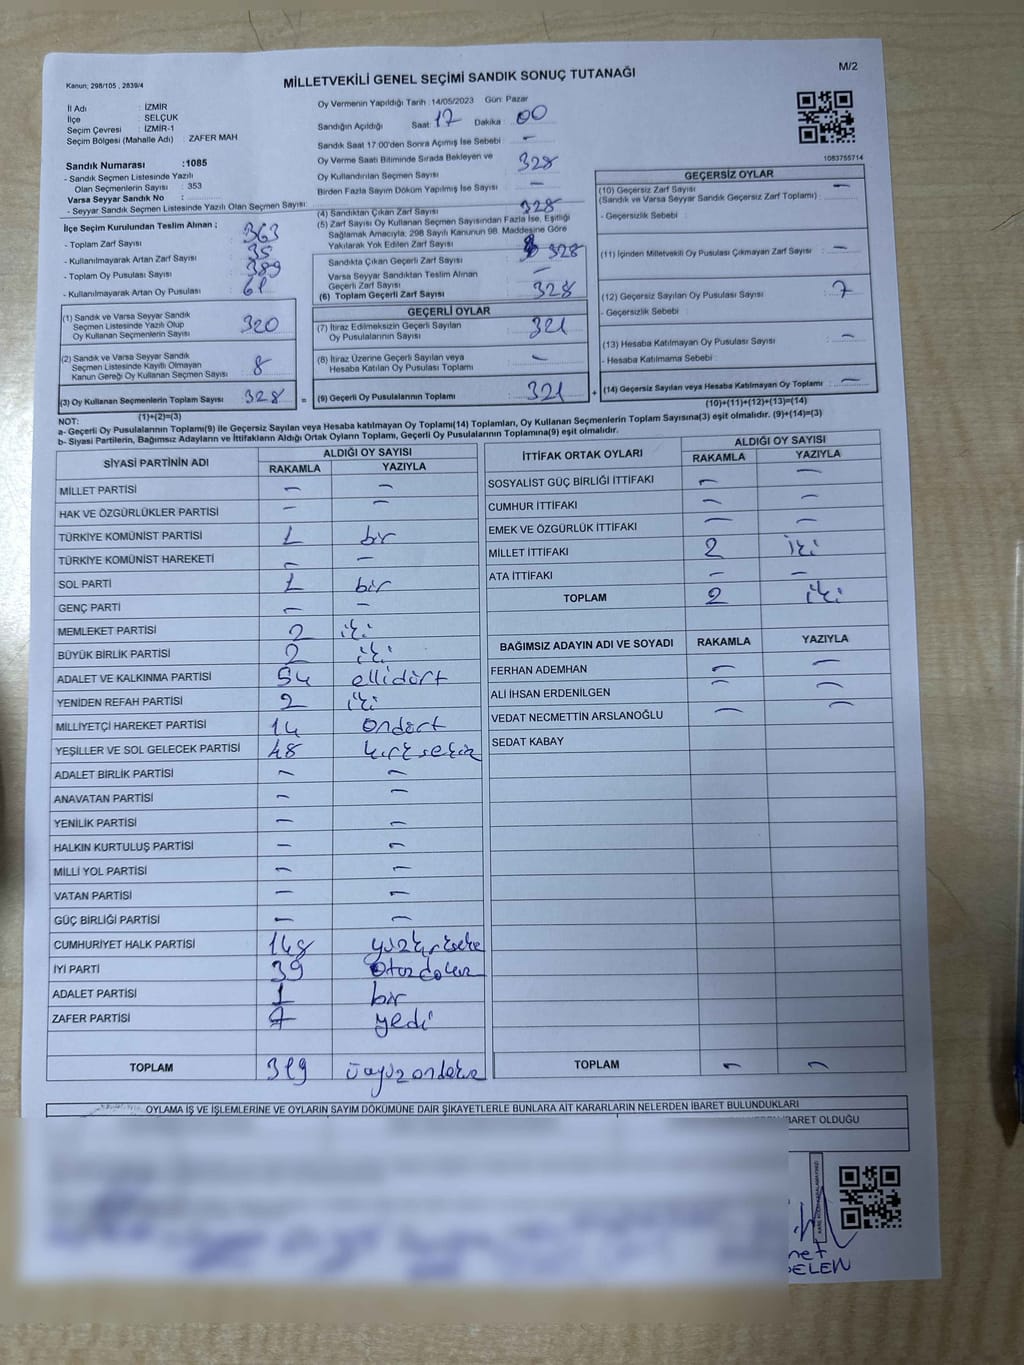 Kanun; 298/105 , 2839/4
MİLLETVEKİLİ GENEL SEÇİMİ SANDIK SONUÇ TUTANAĞI
M/2
İl Adı : İZMİR
İlçe : SELÇUK
Seçim Çevresi : İZMİR-1
Seçim Bölgesi (Mahalle Adı) : ZAFER MAH
Sandık Numarası :1085
- Sandık Seçmen Listesinde Yazılı
Olan Seçmenlerin Sayısı : 353
Varsa Seyyar Sandık No :
- Seyyar Sandık Seçmen Listesinde Yazılı Olan Seçmen Sayısı:
Oy Vermenin Yapıldığı Tarih :14/05/2023 Gün: Pazar
Sandığın Açıldığı Saat: 17 Dakika : 00
Sandık Saat 17.00'den Sonra Açımış İse Sebebi : –
Oy Verme Saati Bitiminde Sırada Bekleyen ve
Oy Kullandırılan Seçmen Sayısı : 328
Birden Fazla Sayım Döküm Yapılmış İse Sayısı : –
1083755714
İlçe Seçim Kurulundan Teslim Alınan ;
- Toplam Zarf Sayısı : 363
- Kullanılmayarak Artan Zarf Sayısı : 35
- Toplam Oy Pusulası Sayısı : 389
- Kullanılmayarak Artan Oy Pusulası : 61
(1) Sandık ve Varsa Seyyar Sandık
Seçmen Listesinde Yazılı Olup
Oy Kullanan Seçmenlerin Sayısı : 320
(2) Sandık ve Varsa Seyyar Sandık
Seçmen Listesinde Kayıtlı Olmayan
Kanun Gereği Oy Kullanan Seçmen Sayısı : 8
(3) Oy Kullanan Seçmenlerin Toplam Sayısı : 328 =
(1)+(2)=(3)
(4) Sandıktan Çıkan Zarf Sayısı : 328
(5) Zarf Sayısı Oy Kullanan Seçmen Sayısından Fazla İse, Eşitliği
Sağlamak Amacıyla; 298 Sayılı Kanunun 98. Maddesine Göre
Yakılarak Yok Edilen Zarf Sayısı :
Sandıkta Çıkan Geçerli Zarf Sayısı : 328
Varsa Seyyar Sandıktan Teslim Alınan
Geçerli Zarf Sayısı : –
(6) Toplam Geçerli Zarf Sayısı : 328
GEÇERLİ OYLAR
(7) İtiraz Edilmeksizin Geçerli Sayılan
Oy Pusulalarının Sayısı : 321
(8) İtiraz Üzerine Geçerli Sayılan veya
Hesaba Katılan Oy Pusulası Toplamı : –
(9) Geçerli Oy Pusulalarının Toplamı : 321 +
GEÇERSİZ OYLAR
(10) Geçersiz Zarf Sayısı : –
(Sandık ve Varsa Seyyar Sandık Geçersiz Zarf Toplamı)
- Geçersizlik Sebebi :
(11) İçinden Milletvekili Oy Pusulası Çıkmayan Zarf Sayısı : –
(12) Geçersiz Sayılan Oy Pusulası Sayısı : 7
- Geçersizlik Sebebi :
(13) Hesaba Katılmayan Oy Pusulası Sayısı : –
- Hesaba Katılmama Sebebi :
(14) Geçersiz Sayılan veya Hesaba Katılmayan Oy Toplamı : –
(10)+(11)+(12)+(13)=(14)
NOT:
a- Geçerli Oy Pusulalarının Toplamı(9) ile Geçersiz Sayılan veya Hesaba katılmayan Oy Toplamı(14) Toplamları, Oy Kullanan Seçmenlerin Toplam Sayısına(3) eşit olmalıdır. (9)+(14)=(3)
b- Siyasi Partilerin, Bağımsız Adayların ve İttifakların Aldığı Ortak Oyların Toplamı, Geçerli Oy Pusulalarının Toplamına(9) eşit olmalıdır.
SİYASİ PARTİNİN ADI ALDIĞI OY SAYISI
RAKAMLA YAZIYLA
MİLLET PARTİSİ – –
HAK VE ÖZGÜRLÜKLER PARTİSİ – –
TÜRKİYE KOMÜNİST PARTİSİ 1 bir
TÜRKİYE KOMÜNİST HAREKETİ – –
SOL PARTİ 1 bir
GENÇ PARTİ – –
MEMLEKET PARTİSİ 2 iki
BÜYÜK BİRLİK PARTİSİ 2 iki
ADALET VE KALKINMA PARTİSİ 54 ellidört
YENİDEN REFAH PARTİSİ 2 iki
MİLLİYETÇİ HAREKET PARTİSİ 14 ondört
YEŞİLLER VE SOL GELECEK PARTİSİ 48 kırksekiz
ADALET BİRLİK PARTİSİ – –
ANAVATAN PARTİSİ – –
YENİLİK PARTİSİ – –
HALKIN KURTULUŞ PARTİSİ – –
MİLLİ YOL PARTİSİ – –
VATAN PARTİSİ – –
GÜÇ BİRLİĞİ PARTİSİ – –
CUMHURİYET HALK PARTİSİ 148
İYİ PARTİ 39 otuzdokuz
ADALET PARTİSİ 1 bir
ZAFER PARTİSİ 7 yedi
TOPLAM 319
İTTİFAK ORTAK OYLARI ALDIĞI OY SAYISI
RAKAMLA YAZIYLA
SOSYALİST GÜÇ BİRLİĞİ İTTİFAKI – –
CUMHUR İTTİFAKI – –
EMEK VE ÖZGÜRLÜK İTTİFAKI – –
MİLLET İTTİFAKI 2 iki
ATA İTTİFAKI – –
TOPLAM 2 iki
BAĞIMSIZ ADAYIN ADI VE SOYADI RAKAMLA YAZIYLA
FERHAN ADEMHAN – –
ALİ İHSAN ERDENİLGEN – –
VEDAT NECMETTİN ARSLANOĞLU – –
SEDAT KABAY
TOPLAM – –
OYLAMA İŞ VE İŞLEMLERİNE VE OYLARIN SAYIM DÖKÜMÜNE DAİR ŞİKAYETLERLE BUNLARA AİT KARARLARIN NELERDEN İBARET BULUNDUKLARI
İBARET OLDUĞU